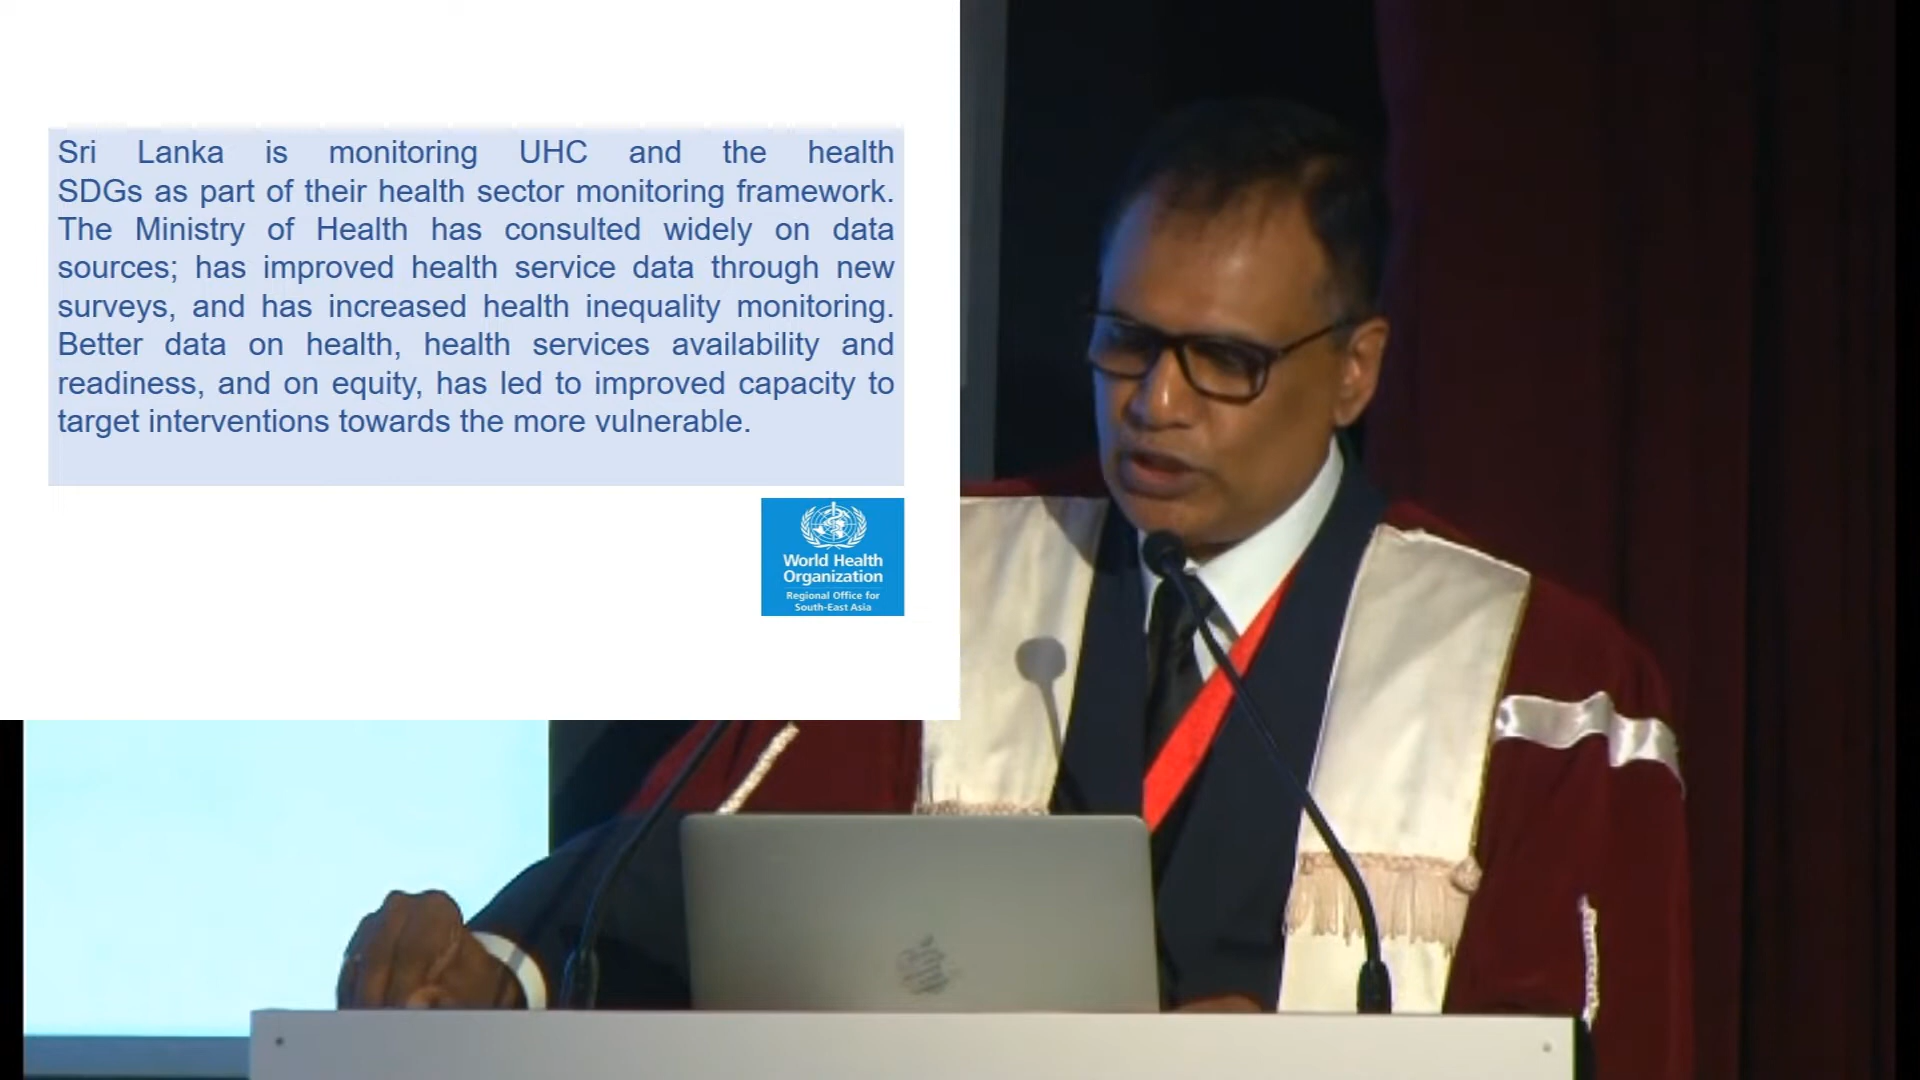 Sri Lanka is monitoring UHC and the health
SDGs as part of their health sector monitoring framework.
The Ministry of Health has consulted widely on data
sources; has improved health service data through new
surveys, and has increased health inequality monitoring.
Better data on health, health services availability and
readiness, and on equity, has led to improved capacity to
target interventions towards the more vulnerable.
World Health
Organization
Regional Office for
South-East Asia